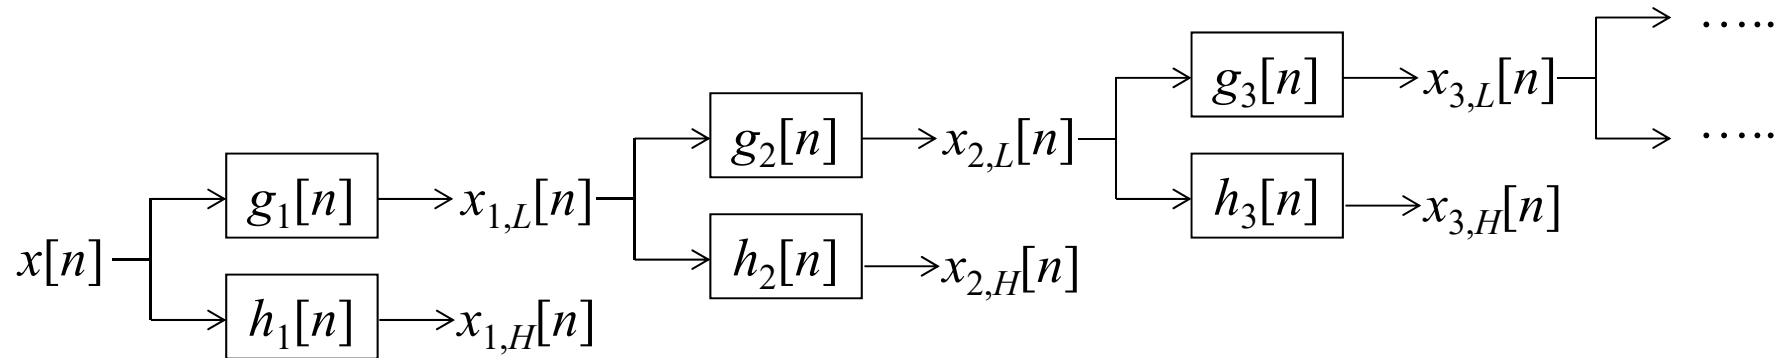 .....
g₃[n]
x₃,L[n]
g₂[n]
x₂,L[n]
.....
g₁[n]
x₁,L[n]
h₃[n]
x₃,H[n]
x[n]
h₂[n]
x₂,H[n]
h₁[n]
x₁,H[n]